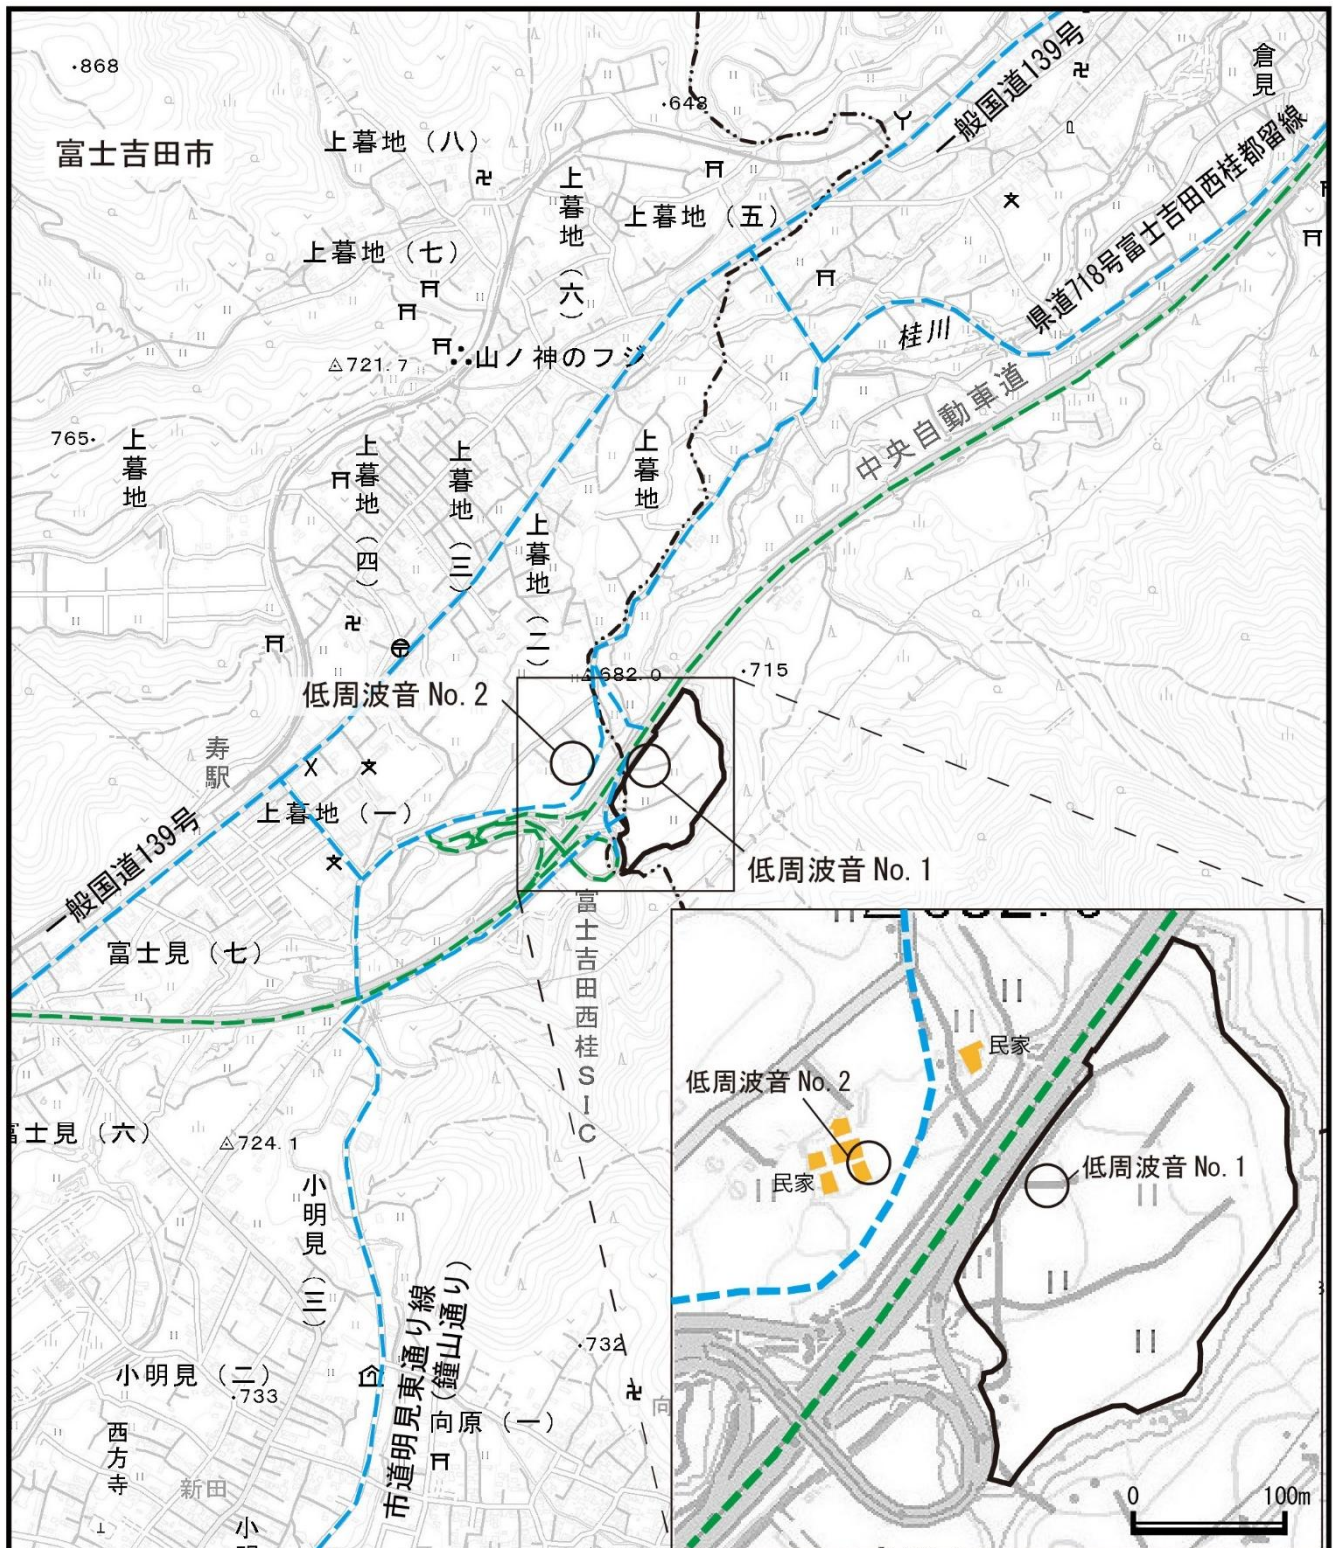 ・868
富士吉田市
上暮地（八）
・648
一般国道139号
倉見
上暮地（六）
上暮地（五）
上暮地（七）
県道718号富士吉田西桂都留線
桂川
山ノ神のフジ
△721.7
中央自動車道
765・
上暮地
上暮地（四）
上暮地（三）
上暮地
上暮地（二）
△682.0
・715
低周波音 No.2
寿駅
上暮地（一）
一般国道139号
低周波音 No.1
富士見（七）
富士吉田西桂SIC
民家
低周波音 No.2
民家
低周波音 No.1
富士見（六）
△724.1
小明見（三）
市道明見東通り線
（鐘山通り）
・732
小明見（二）
・733
向
向原（一）
西方寺
新田
小明
0 100m